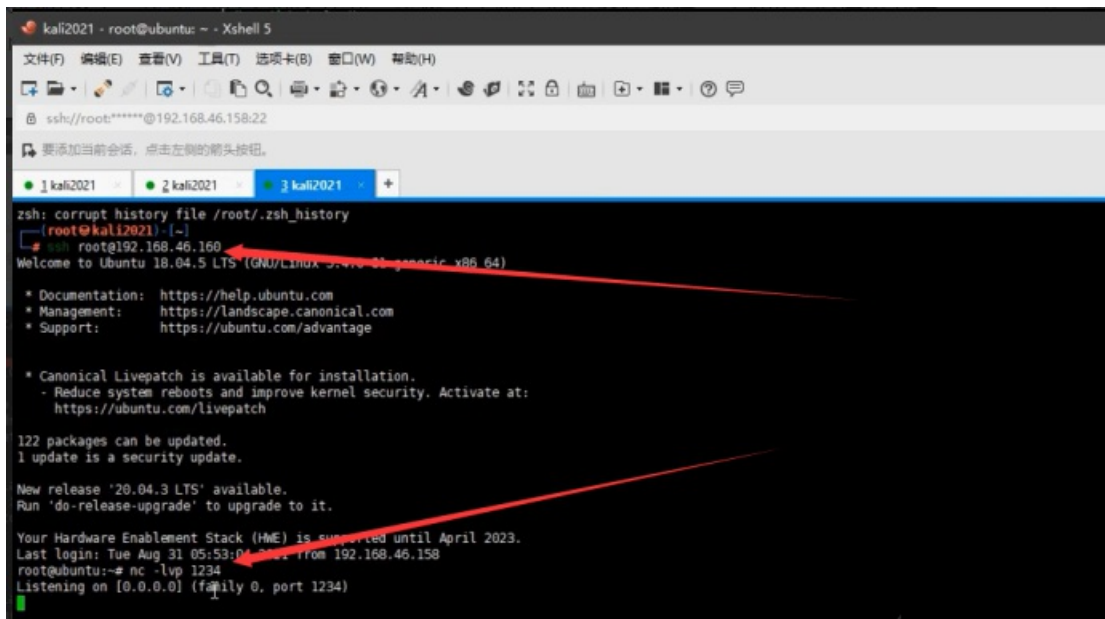 kali2021 - root@ubuntu: ~ - Xshell 5
文件(F) 编辑(E) 查看(V) 工具(T) 选项卡(B) 窗口(W) 帮助(H)
ssh://root:******@192.168.46.158:22
要添加当前会话，点击左侧的箭头按钮。
1 kali2021 × 2 kali2021 × 3 kali2021 × +
zsh: corrupt history file /root/.zsh_history
(root@kali2021)-[~]
# ssh root@192.168.46.160
Welcome to Ubuntu 18.04.5 LTS (GNU/Linux generic x86_64)
* Documentation: https://help.ubuntu.com
* Management: https://landscape.canonical.com
* Support: https://ubuntu.com/advantage
* Canonical Livepatch is available for installation.
- Reduce system reboots and improve kernel security. Activate at:
https://ubuntu.com/livepatch
122 packages can be updated.
1 update is a security update.
New release '20.04.3 LTS' available.
Run 'do-release-upgrade' to upgrade to it.
Your Hardware Enablement Stack (HWE) is supported until April 2023.
Last login: Tue Aug 31 from 192.168.46.158
root@ubuntu:~# nc -lvp 1234
Listening on [0.0.0.0] (family 0, port 1234)